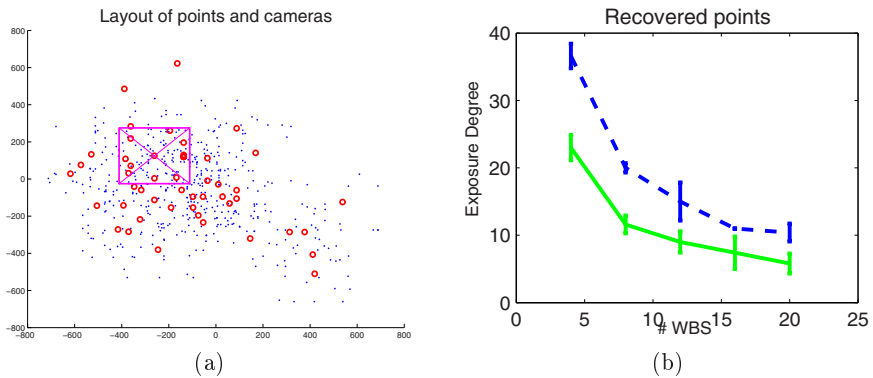 Layout of points and cameras
800
600
400
200
0
−200
−400
−600
−800
−800 −600 −400 −200 0 200 400 600 800
(a)
Recovered points
Exposure Degree
40
30
20
10
0
0 5 10 15 20 25
# WBS
(b)